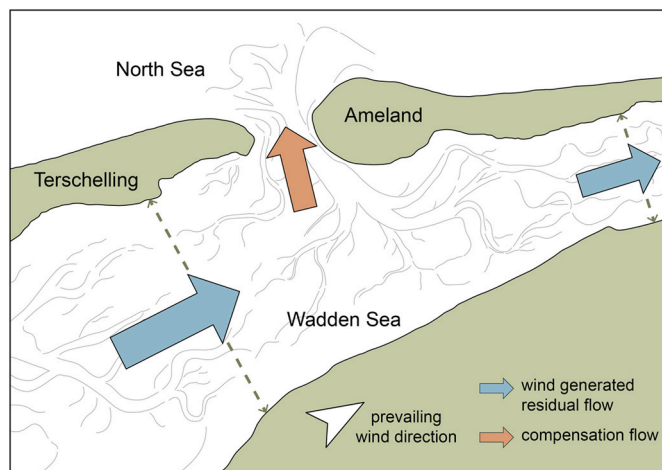 North Sea
Ameland
Terschelling
Wadden Sea
prevailing
wind direction
wind generated
residual flow
compensation flow